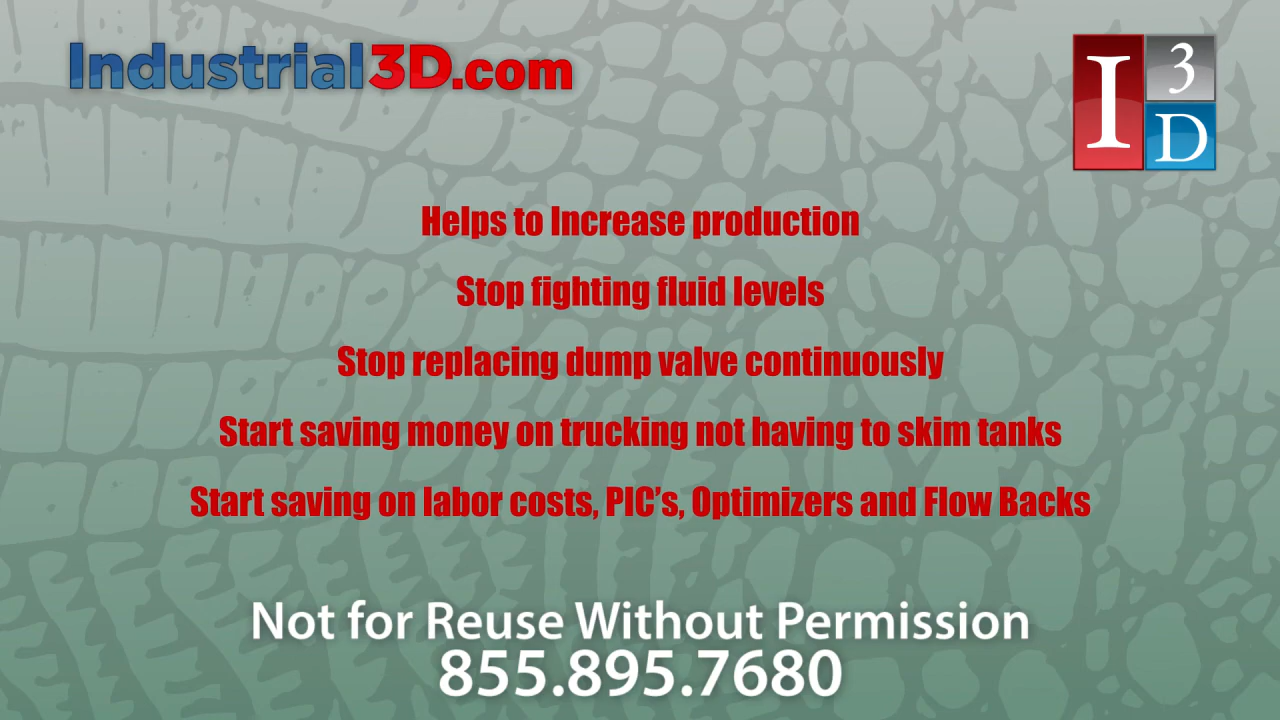 Industrial3D.com
I 3 D
Helps to Increase production
Stop fighting fluid levels
Stop replacing dump valve continuously
Start saving money on trucking not having to skim tanks
Start saving on labor costs, PIC’s, Optimizers and Flow Backs
Not for Reuse Without Permission
855.895.7680